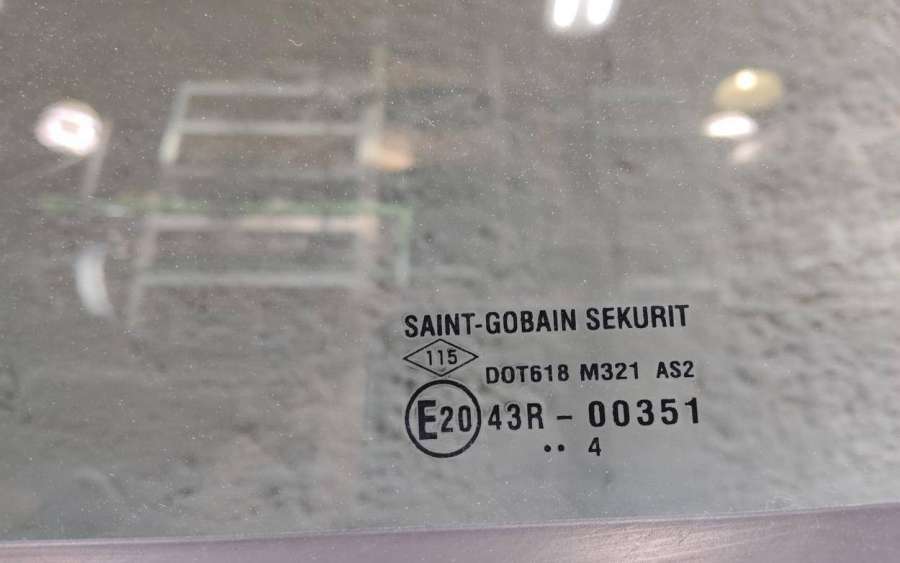 SAINT-GOBAIN SEKURIT
115
DOT618 M321 AS2
E20 43R - 00351
•• 4